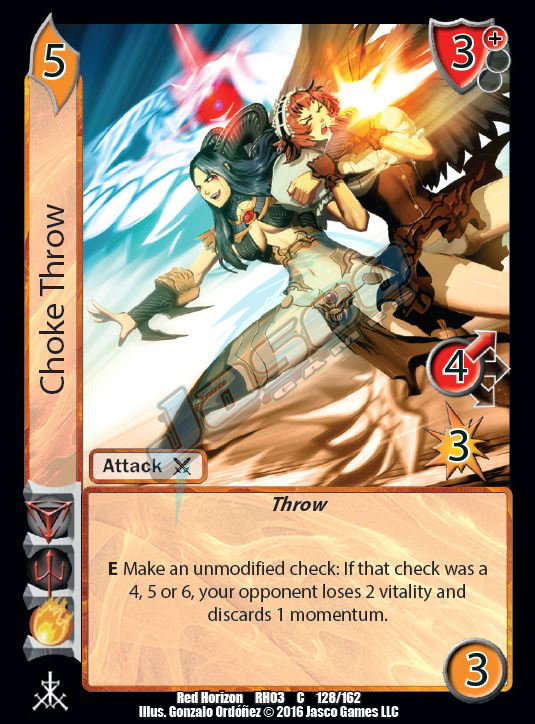 5
3
+
Choke Throw
JASCO
GAMES
4
3
Attack
Throw
E Make an unmodified check: If that check was a
4, 5 or 6, your opponent loses 2 vitality and
discards 1 momentum.
3
Red Horizon RH03 C 128/162
Illus. Gonzalo Ordóñez © 2016 Jasco Games LLC